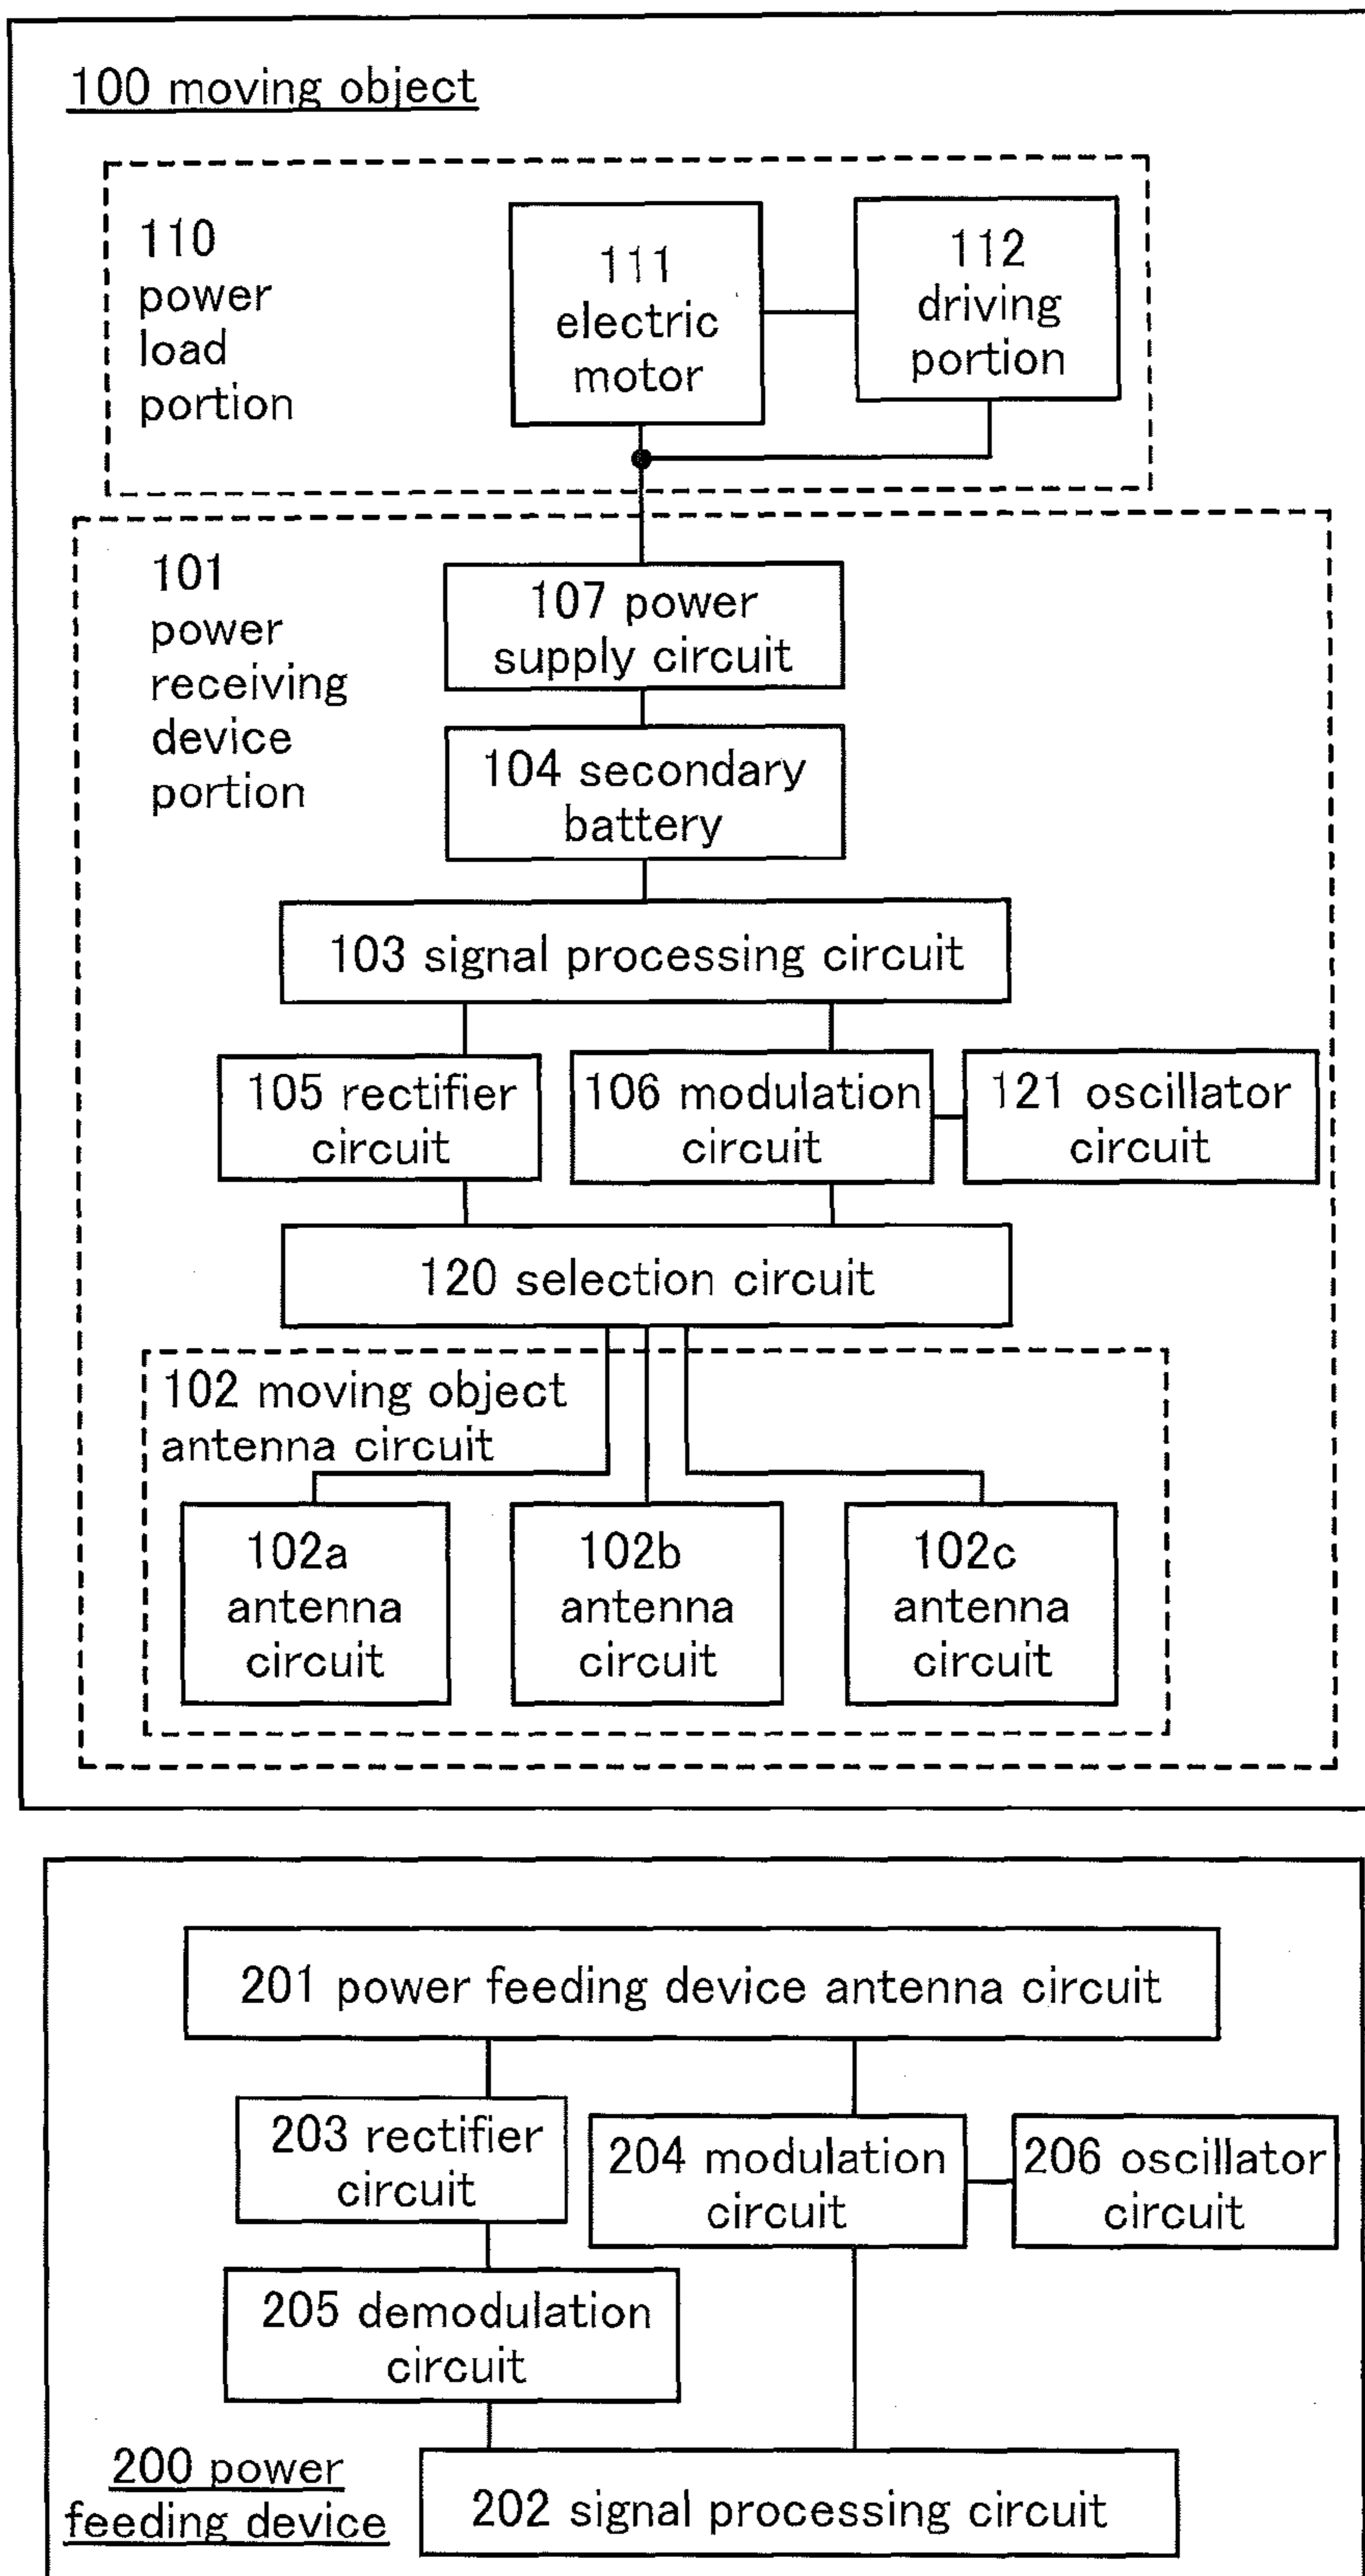 100 moving object
110
power
load
portion
111
electric
motor
112
driving
portion
101
power
receiving
device
portion
107 power
supply circuit
104 secondary
battery
103 signal processing circuit
105 rectifier
circuit
106 modulation
circuit
121 oscillator
circuit
120 selection circuit
102 moving object
antenna circuit
102a
antenna
circuit
102b
antenna
circuit
102c
antenna
circuit
201 power feeding device antenna circuit
203 rectifier
circuit
204 modulation
circuit
206 oscillator
circuit
205 demodulation
circuit
200 power
feeding device
202 signal processing circuit